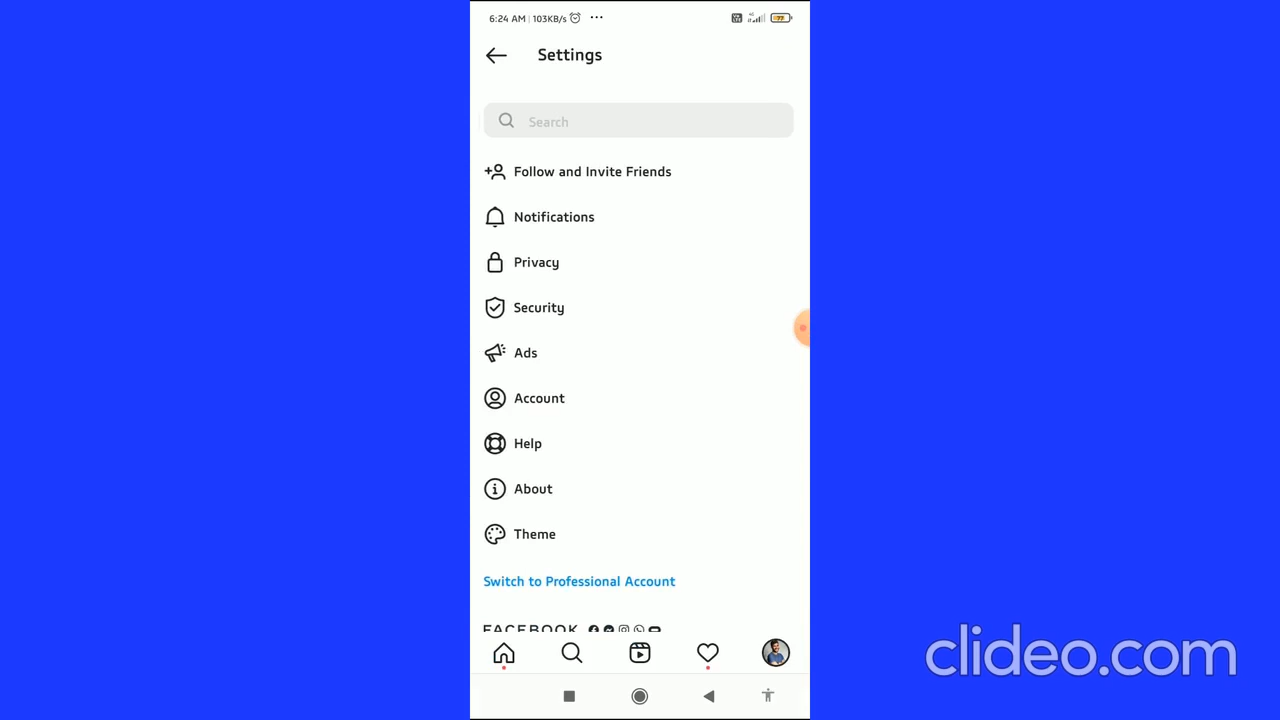 6:24 AM | 103KB/s ...
77
Settings
Search
Follow and Invite Friends
Notifications
Privacy
Security
Ads
Account
Help
About
Theme
Switch to Professional Account
FACEBOOK
clideo.com